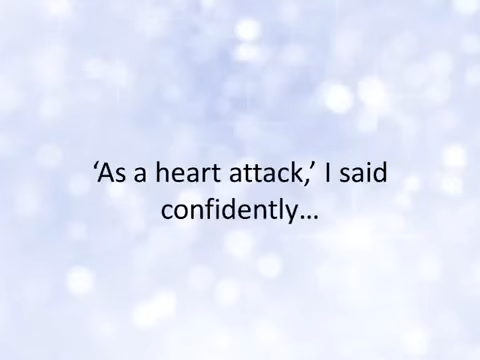 ‘As a heart attack,’ I said
confidently…